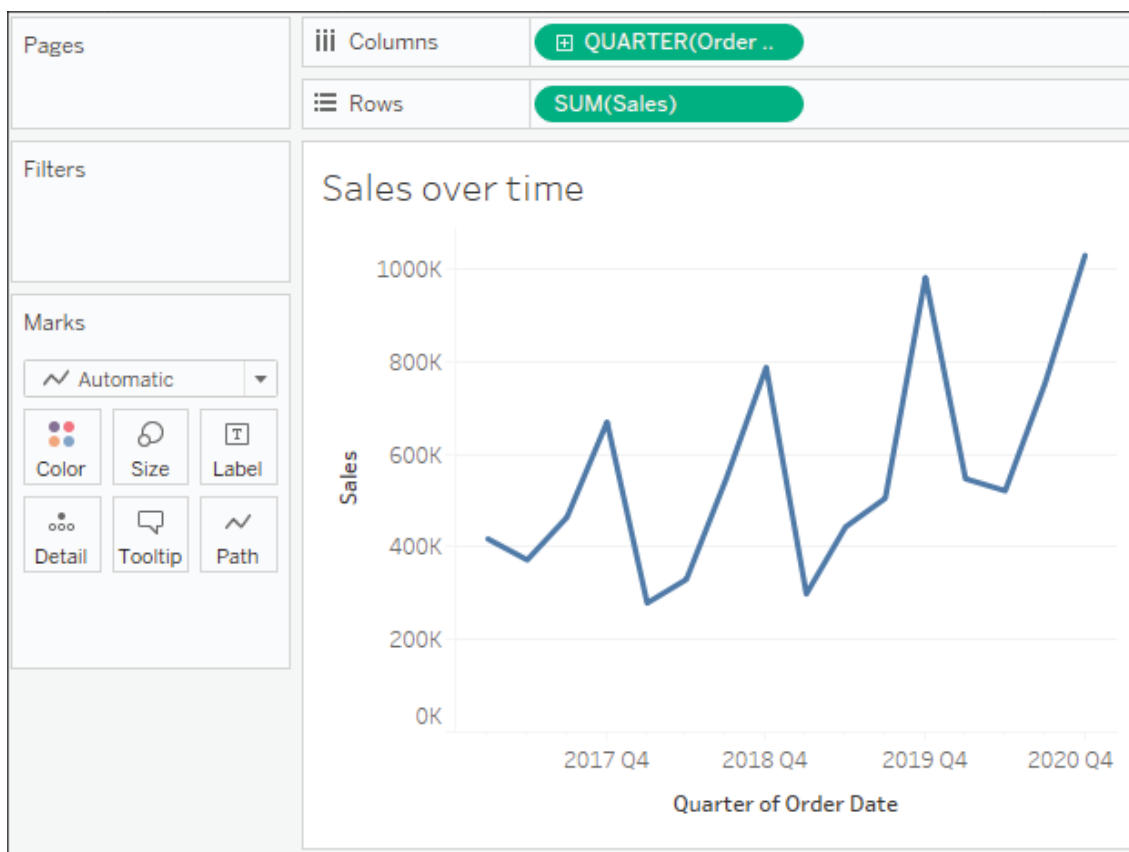 Pages
Columns
QUARTER(Order ..
Rows
SUM(Sales)
Filters
Marks
Automatic
Color
Size
T
Label
Detail
Tooltip
Path
Sales over time
1000K
800K
600K
400K
200K
0K
Sales
2017 Q4
2018 Q4
2019 Q4
2020 Q4
Quarter of Order Date